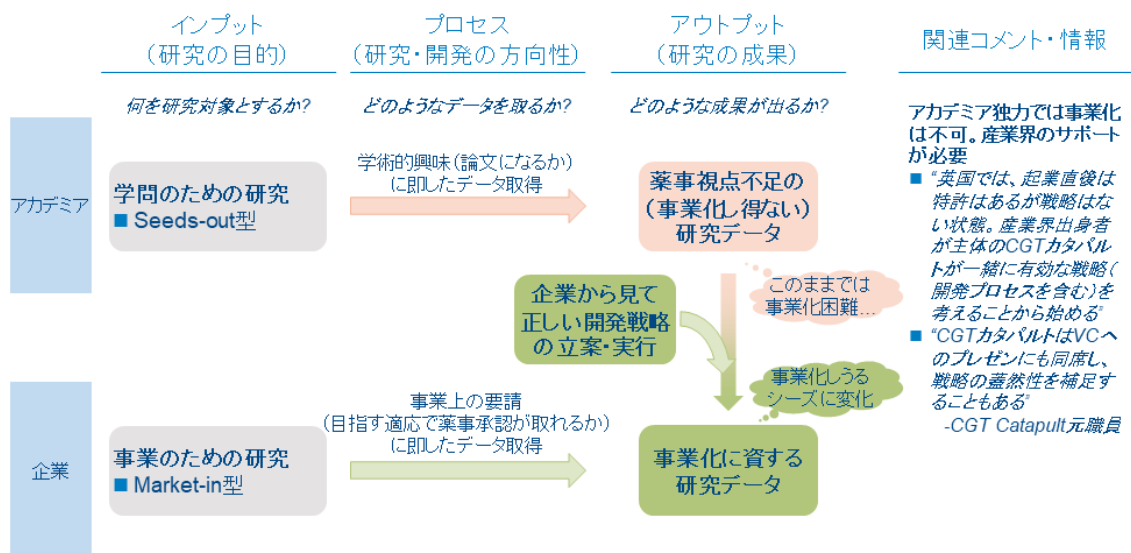 インプット
(研究の目的)
プロセス
(研究・開発の方向性)
アウトプット
(研究の成果)
関連コメント・情報
何を研究対象とするか?
どのようなデータを取るか?
どのような成果が出るか?
アカデミア
学問のための研究
■ Seeds-out型
学術的興味(論文になるか)
に即したデータ取得
薬事視点不足の
(事業化し得ない)
研究データ
このままでは
事業化困難…
企業から見て
正しい開発戦略
の立案・実行
事業化しうる
シーズに変化
企業
事業のための研究
■ Market-in型
事業上の要請
(目指す適応で薬事承認が取れるか)
に即したデータ取得
事業化に資する
研究データ
アカデミア独力では事業化
は不可。産業界のサポート
が必要
■ “英国では、起業直後は
特許はあるが戦略はな
い状態。産業界出身者
が主体のCGTカタパル
トが一緒に有効な戦略(
開発プロセスを含む)を
考えることから始める”
■ “CGTカタパルトはVCへ
のプレゼンにも同席し、
戦略の蓋然性を補足す
ることもある”
-CGT Catapult元職員